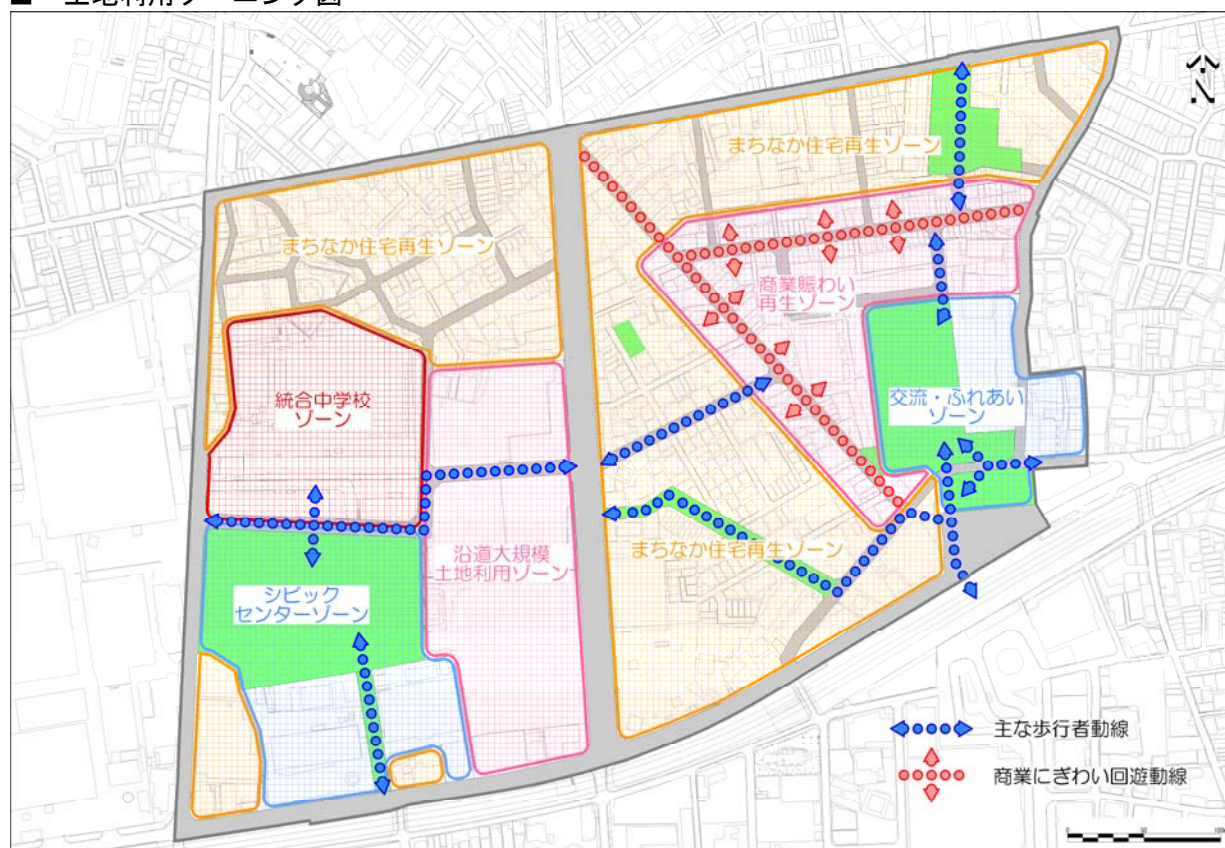 ■ 土地利用ゾーニング図
まちなか住宅再生ゾーン
まちなか住宅再生ゾーン
商業賑わい
再生ゾーン
統合中学校
ゾーン
交流・ふれあい
ゾーン
沿道大規模
土地利用ゾーン
まちなか住宅再生ゾーン
シビック
センターゾーン
主な歩行者動線
商業にぎわい回遊動線
N
0
50